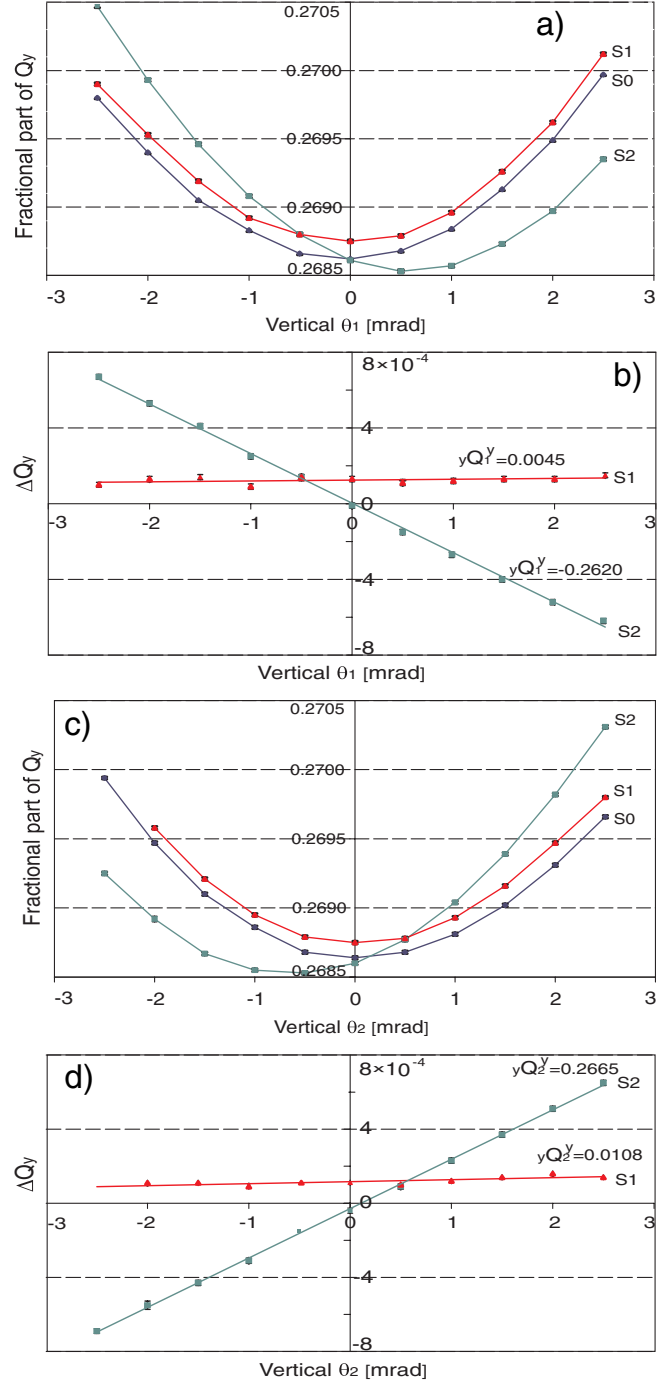 0.2705
a)
S1
0.2700
S0
0.2695
S2
0.2690
0.2685
Fractional part of Qy
-3 -2 -1 0 1 2 3
Vertical θ1 [mrad]
8×10-4
b)
4
yQ1y=0.0045
S1
0
-3 -2 -1 0 1 2 3
ΔQy
-4
yQ1y=-0.2620
S2
-8
Vertical θ1 [mrad]
c)
0.2705
S2
0.2700
S1
S0
0.2695
0.2690
0.2685
Fractional part of Qy
-3 -2 -1 0 1 2 3
Vertical θ2 [mrad]
d)
8×10-4
yQ2y=0.2665
S2
4
yQ2y=0.0108
S1
ΔQy
-3 -2 -1 0 1 2 3
-4
-8
Vertical θ2 [mrad]